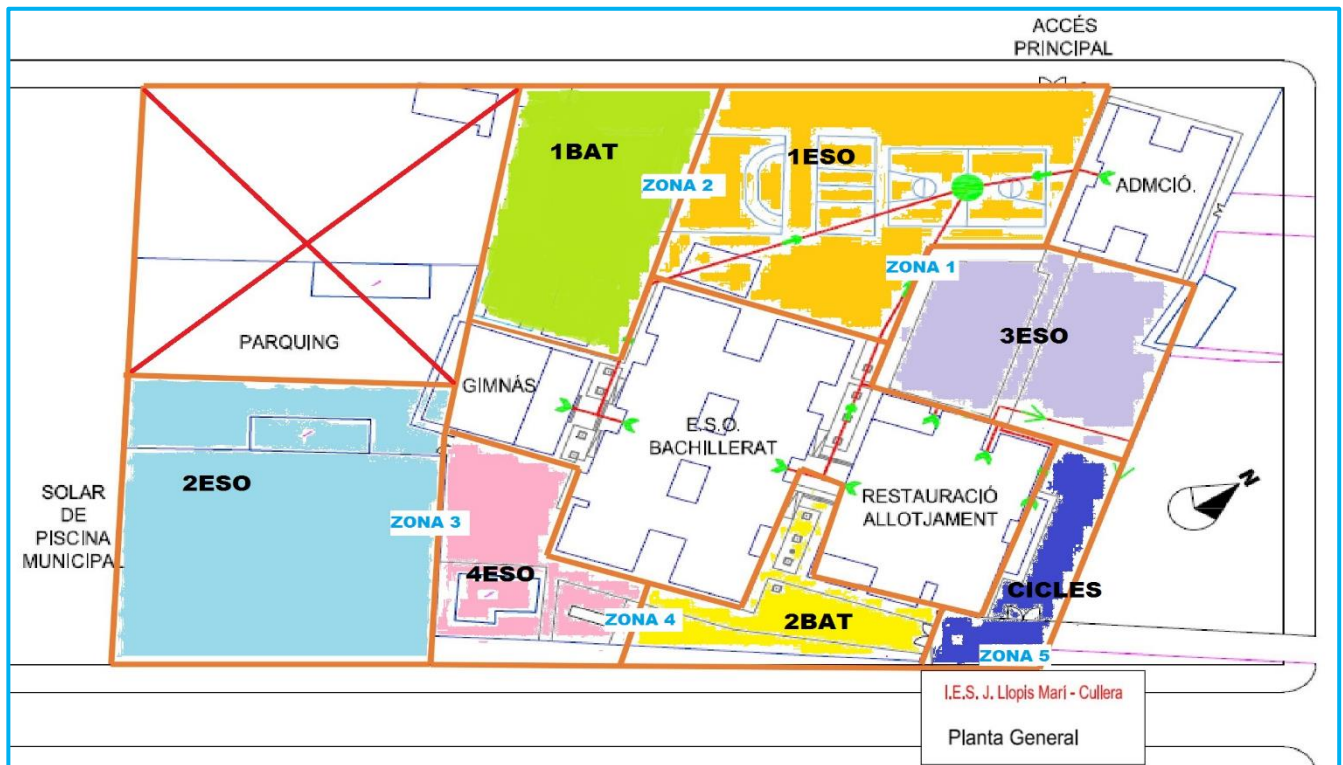 ACCÉS
PRINCIPAL
1BAT
1ESO
ZONA 2
ADMCIÓ.
ZONA 1
3ESO
PARQUING
GIMNÁS
E.S.O.
BACHILLERAT
2ESO
RESTAURACIÓ
ALLOTJAMENT
N
SOLAR
DE
PISCINA
MUNICIPAL
ZONA 3
4ESO
CICLES
ZONA 4
2BAT
ZONA 5
I.E.S. J. Llopis Marí - Cullera
Planta General